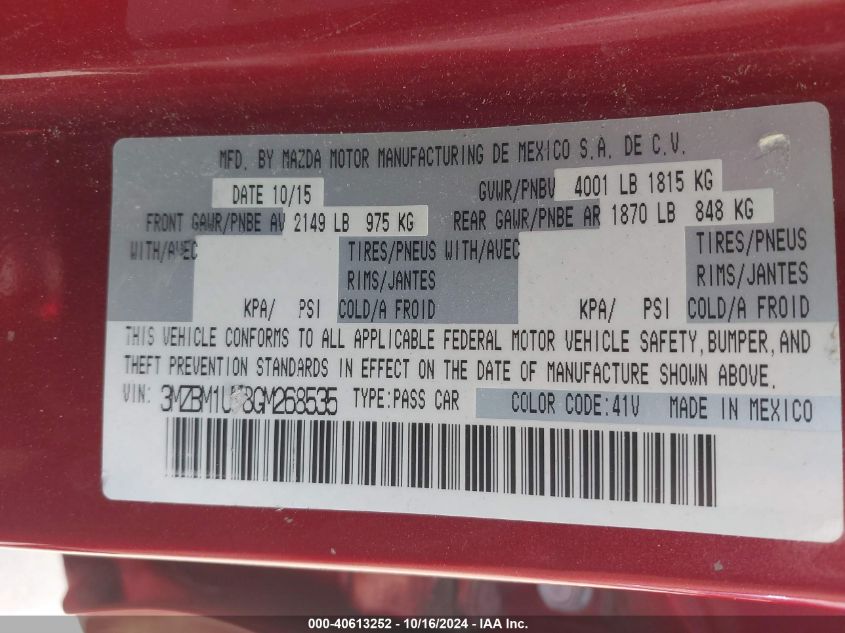 MFD. BY MAZDA MOTOR MANUFACTURING DE MEXICO S.A. DE C.V.
DATE 10/15 GVWR/PNBV 4001 LB 1815 KG
FRONT GAWR/PNBE AV 2149 LB 975 KG REAR GAWR/PNBE AR 1870 LB 848 KG
WITH/AVEC TIRES/PNEUS WITH/AVEC TIRES/PNEUS
RIMS/JANTES RIMS/JANTES
KPA/ PSI COLD/A FROID KPA/ PSI COLD/A FROID
THIS VEHICLE CONFORMS TO ALL APPLICABLE FEDERAL MOTOR VEHICLE SAFETY, BUMPER, AND
THEFT PREVENTION STANDARDS IN EFFECT ON THE DATE OF MANUFACTURE SHOWN ABOVE.
VIN: TYPE:PASS CAR COLOR CODE:41V MADE IN MEXICO
000-40613252 - 10/16/2024 - IAA Inc.